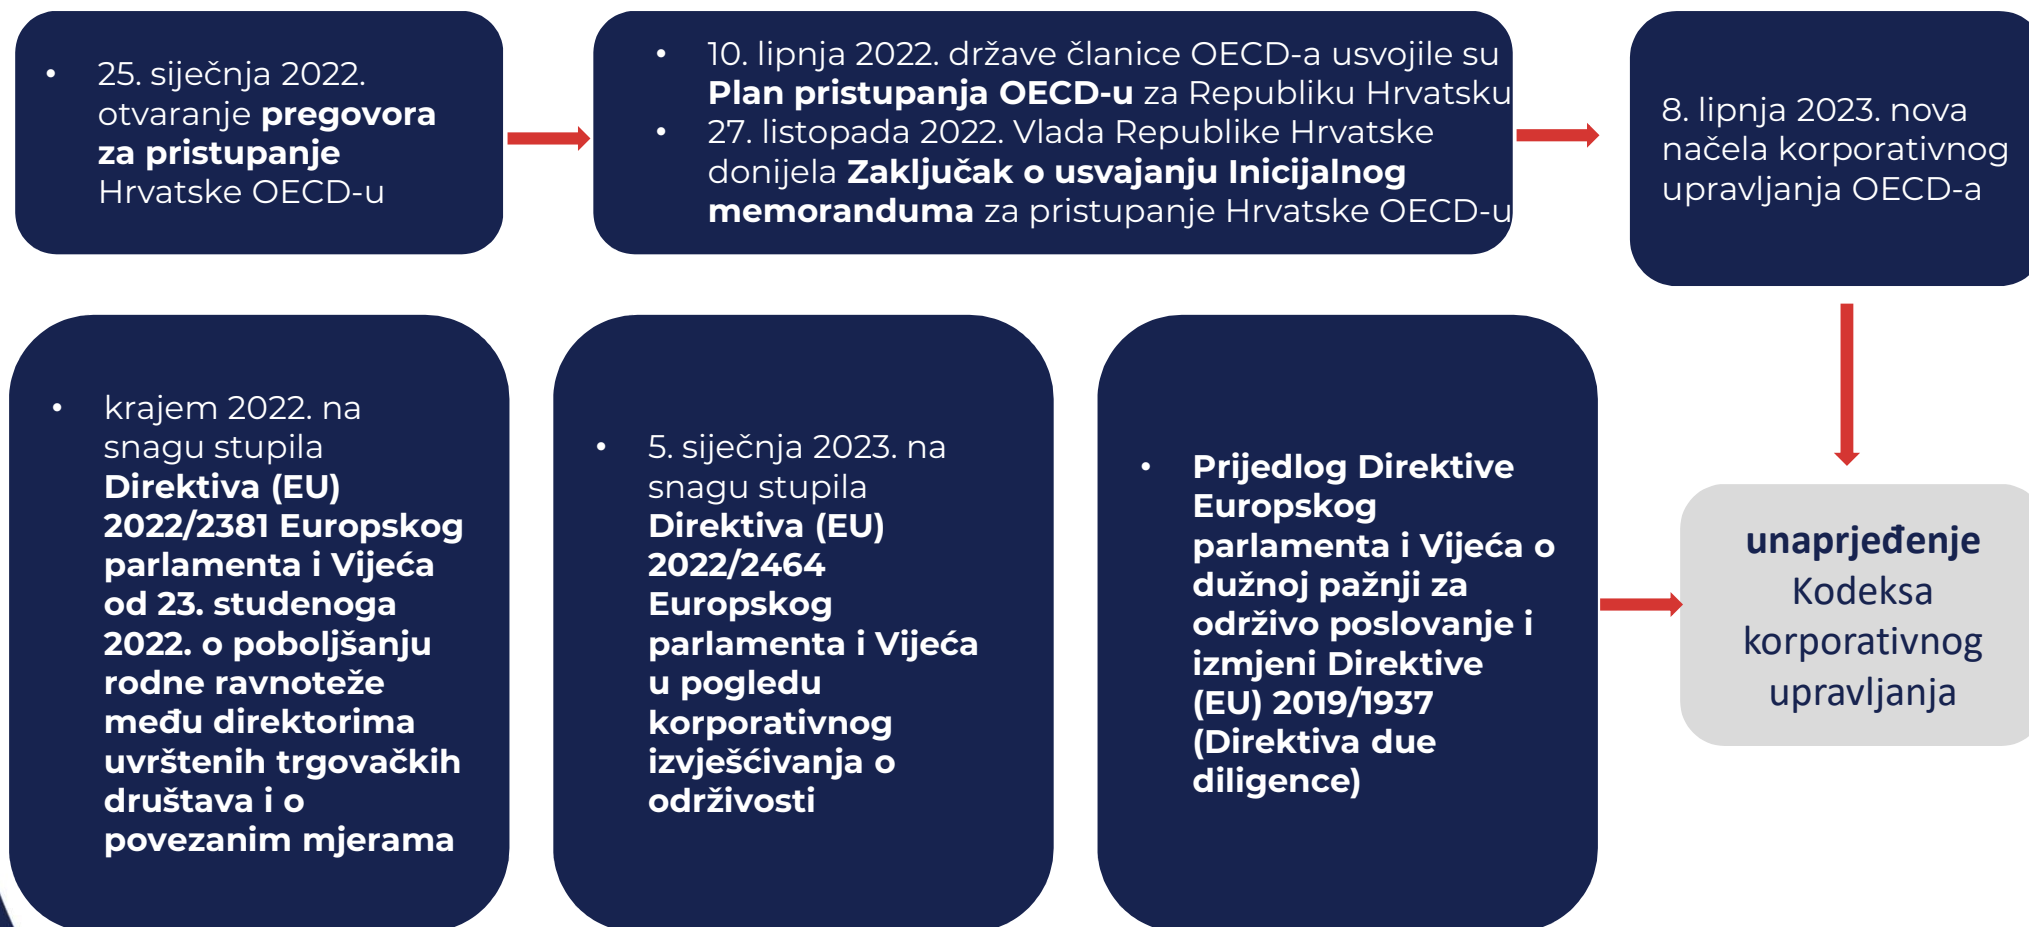 • 25. siječnja 2022.
otvaranje pregovora
za pristupanje
Hrvatske OECD-u
• 10. lipnja 2022. države članice OECD-a usvojile su
Plan pristupanja OECD-u za Republiku Hrvatsku
• 27. listopada 2022. Vlada Republike Hrvatske
donijela Zaključak o usvajanju Inicijalnog
memoranduma za pristupanje Hrvatske OECD-u
8. lipnja 2023. nova
načela korporativnog
upravljanja OECD-a
• krajem 2022. na
snagu stupila
Direktiva (EU)
2022/2381 Europskog
parlamenta i Vijeća
od 23. studenoga
2022. o poboljšanju
rodne ravnoteže
među direktorima
uvrštenih trgovačkih
društava i o
povezanim mjerama
• 5. siječnja 2023. na
snagu stupila
Direktiva (EU)
2022/2464
Europskog
parlamenta i Vijeća
u pogledu
korporativnog
izvješćivanja o
održivosti
• Prijedlog Direktive
Europskog
parlamenta i Vijeća o
dužnoj pažnji za
održivo poslovanje i
izmjeni Direktive
(EU) 2019/1937
(Direktiva due
diligence)
unaprjeđenje
Kodeksa
korporativnog
upravljanja